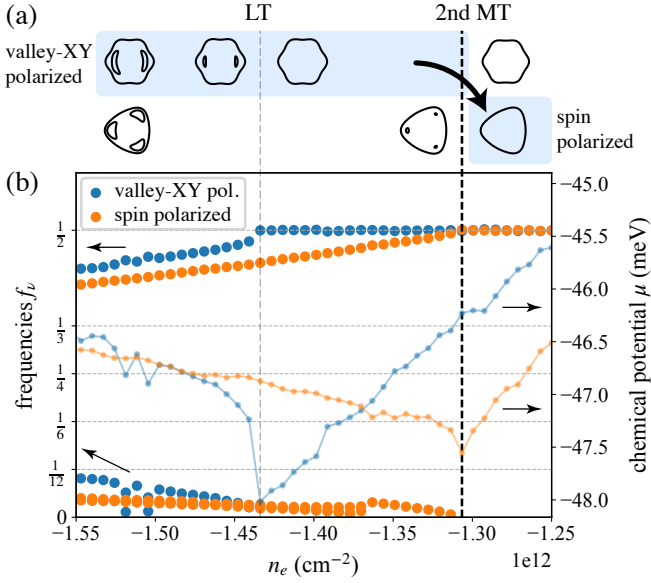 LT
2nd MT
(a)
valley-XY
polarized
spin
polarized
(b)
valley-XY pol.
spin polarized
frequencies fν
1/2
1/3
1/4
1/6
1/12
0
−45.0
−45.5
−46.0
−46.5
−47.0
−47.5
−48.0
chemical potential μ (meV)
−1.55
−1.50
−1.45
−1.40
−1.35
−1.30
−1.25
nₑ (cm⁻²)
1e12